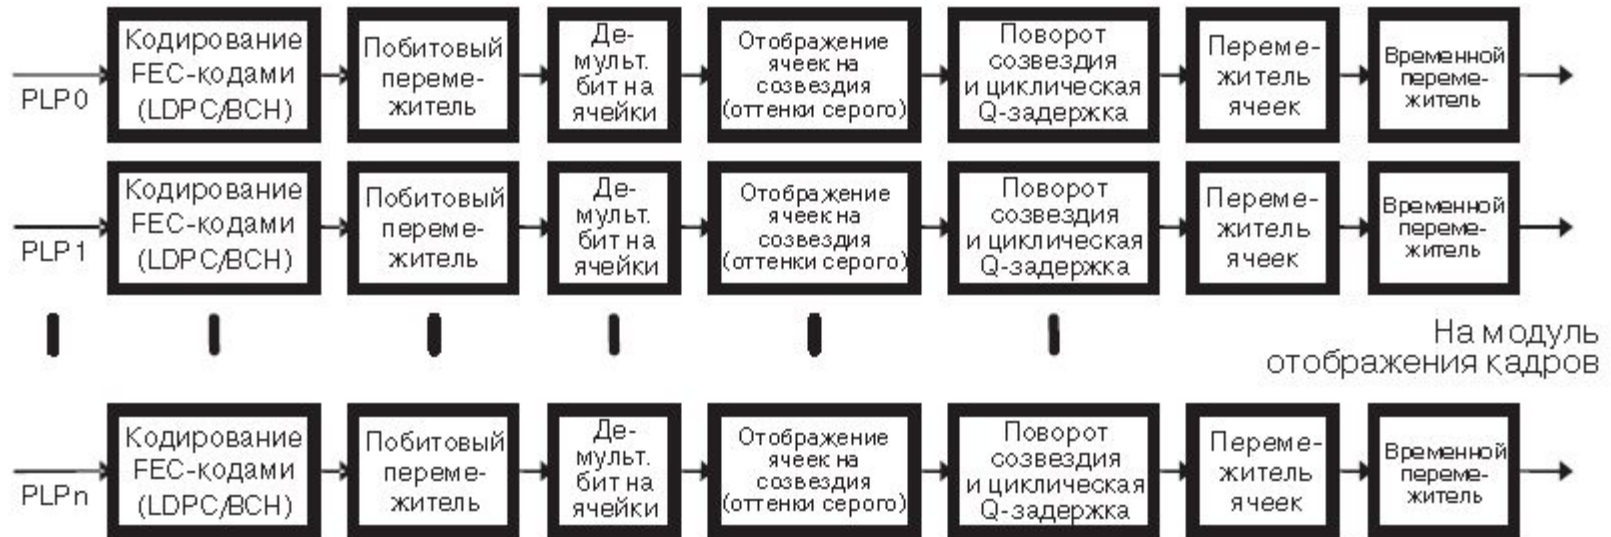 PLP0
Кодирование
FEC-кодами
(LDPC/BCH)
Побитовый
переме-
житель
Де-
мульт.
бит на
ячейки
Отображение
ячеек на
созвездия
(оттенки серого)
Поворот
созвездия
и циклическая
Q-задержка
Переме-
житель
ячеек
Временной
переме-
житель
PLP1
Кодирование
FEC-кодами
(LDPC/BCH)
Побитовый
переме-
житель
Де-
мульт.
бит на
ячейки
Отображение
ячеек на
созвездия
(оттенки серого)
Поворот
созвездия
и циклическая
Q-задержка
Переме-
житель
ячеек
Временной
переме-
житель
На модуль
отображения кадров
PLPn
Кодирование
FEC-кодами
(LDPC/BCH)
Побитовый
переме-
житель
Де-
мульт.
бит на
ячейки
Отображение
ячеек на
созвездия
(оттенки серого)
Поворот
созвездия
и циклическая
Q-задержка
Переме-
житель
ячеек
Временной
переме-
житель